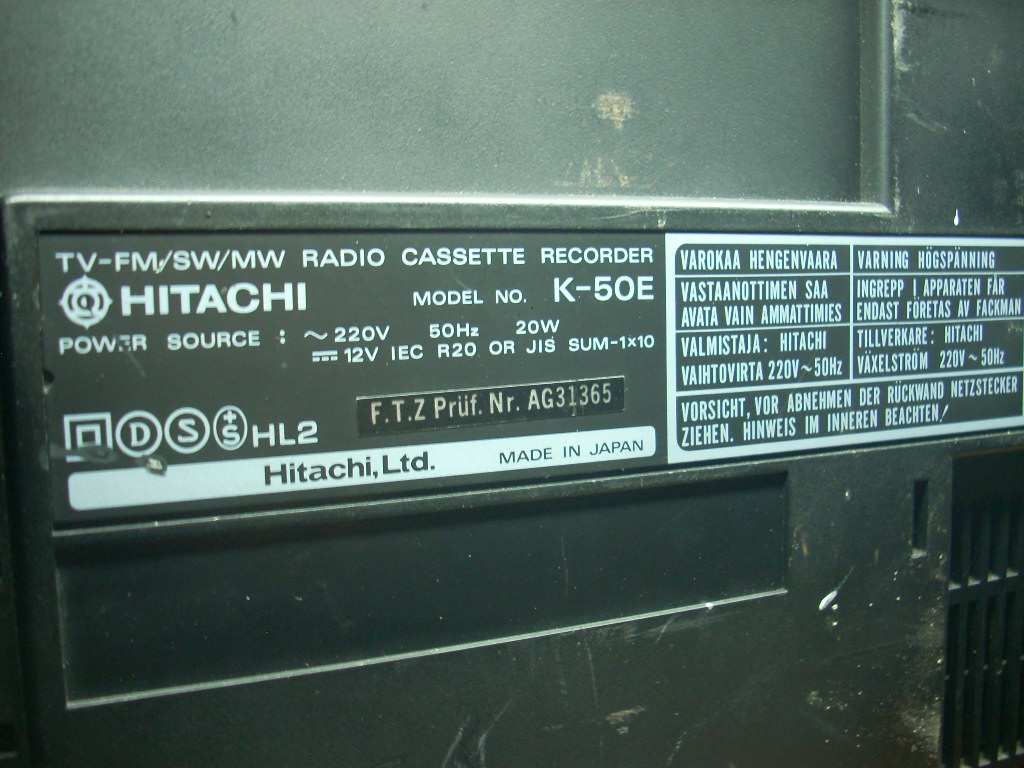 TV-FM/SW/MW RADIO CASSETTE RECORDER
HITACHI MODEL NO. K-50E
POWER SOURCE : ~220V 50Hz 20W
⎓ 12V IEC R20 OR JIS SUM-1×10
F.T.Z Prüf. Nr. AG31365
D S +S HL2
Hitachi, Ltd. MADE IN JAPAN
VAROKAA HENGENVAARA
VASTAANOTTIMEN SAA
AVATA VAIN AMMATTIMIES
VALMISTAJA: HITACHI
VAIHTOVIRTA 220V~50Hz
VARNING HÖGSPÄNNING
INGREPP I APPARATEN FÅR
ENDAST FÖRETAS AV FACKMAN
TILLVERKARE: HITACHI
VÄXELSTRÖM 220V~50Hz
VORSICHT, VOR ABNEHMEN DER RÜCKWAND NETZSTECKER
ZIEHEN. HINWEIS IM INNEREN BEACHTEN!